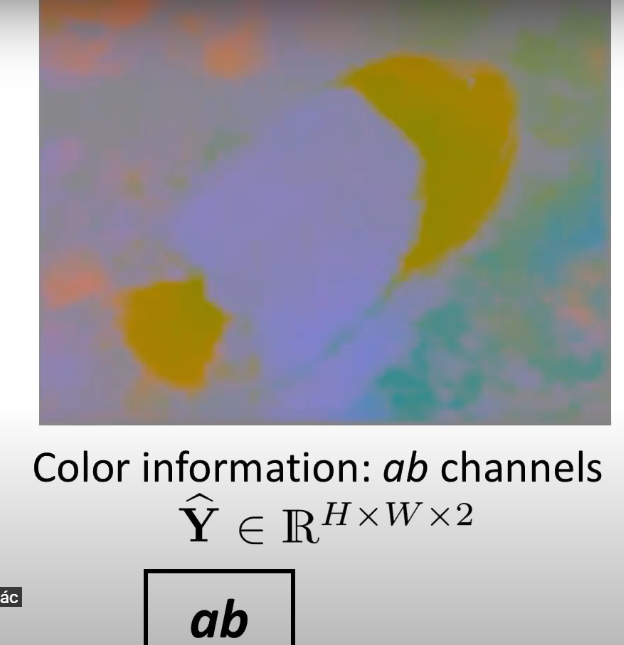 Color information: ab channels
Ŷ ∈ ℝ^{H×W×2}
ác
ab